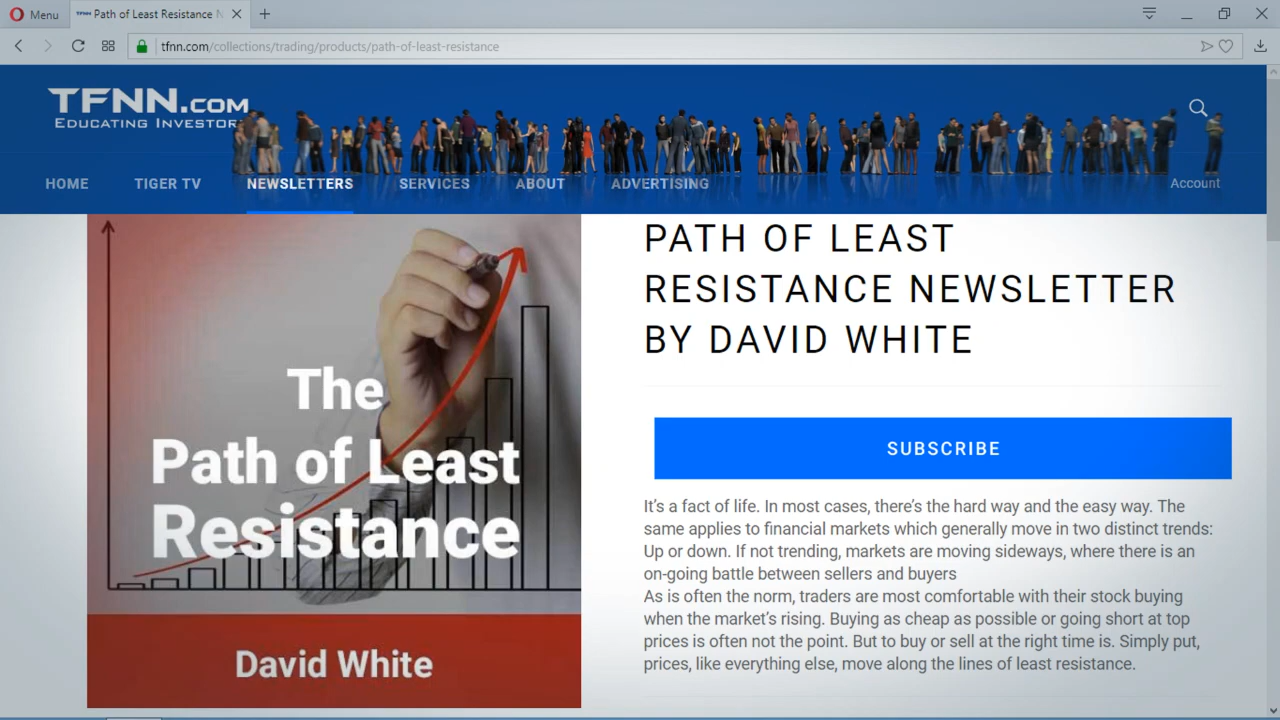 Menu
Path of Least Resistance N
tfnn.com/collections/trading/products/path-of-least-resistance
TFNN.COM
EDUCATING INVESTORS
HOME TIGER TV NEWSLETTERS SERVICES ABOUT ADVERTISING Account
The
Path of Least
Resistance
David White
PATH OF LEAST
RESISTANCE NEWSLETTER
BY DAVID WHITE
SUBSCRIBE
It's a fact of life. In most cases, there's the hard way and the easy way. The
same applies to financial markets which generally move in two distinct trends:
Up or down. If not trending, markets are moving sideways, where there is an
on-going battle between sellers and buyers
As is often the norm, traders are most comfortable with their stock buying
when the market's rising. Buying as cheap as possible or going short at top
prices is often not the point. But to buy or sell at the right time is. Simply put,
prices, like everything else, move along the lines of least resistance.